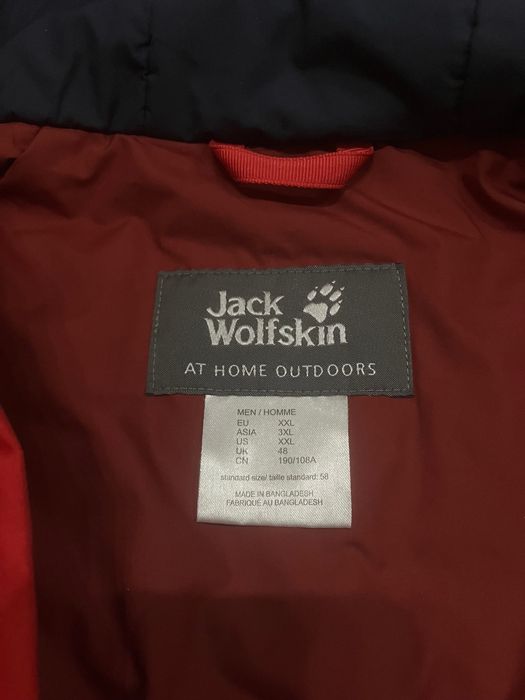 Jack
Wolfskin
AT HOME OUTDOORS
MEN / HOMME
EU XXL
ASIA 3XL
US XXL
UK 48
CN 190/108A
standard size/ taille standard: 58
MADE IN BANGLADESH
FABRIQUÉ AU BANGLADESH